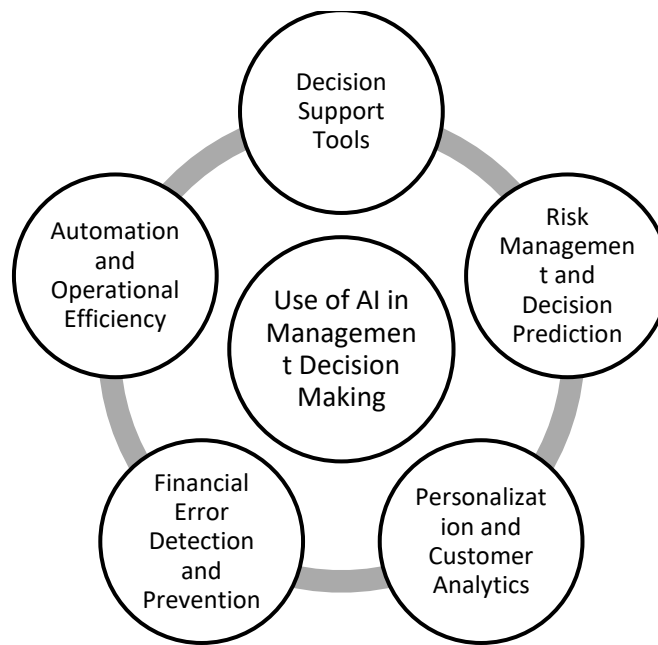 Decision
Support
Tools
Risk
Managemen
t and
Decision
Prediction
Personalizat
ion and
Customer
Analytics
Financial
Error
Detection
and
Prevention
Automation
and
Operational
Efficiency
Use of AI in
Managemen
t Decision
Making